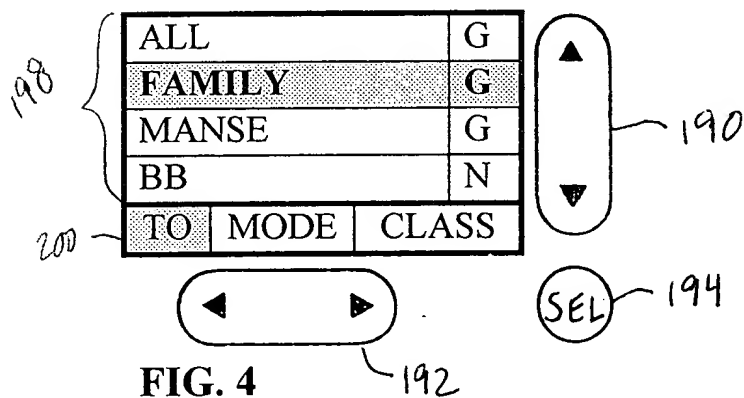 ALL G
198 FAMILY G
MANSE G 190
BB N
200 TO MODE CLASS
SEL 194
FIG. 4 192